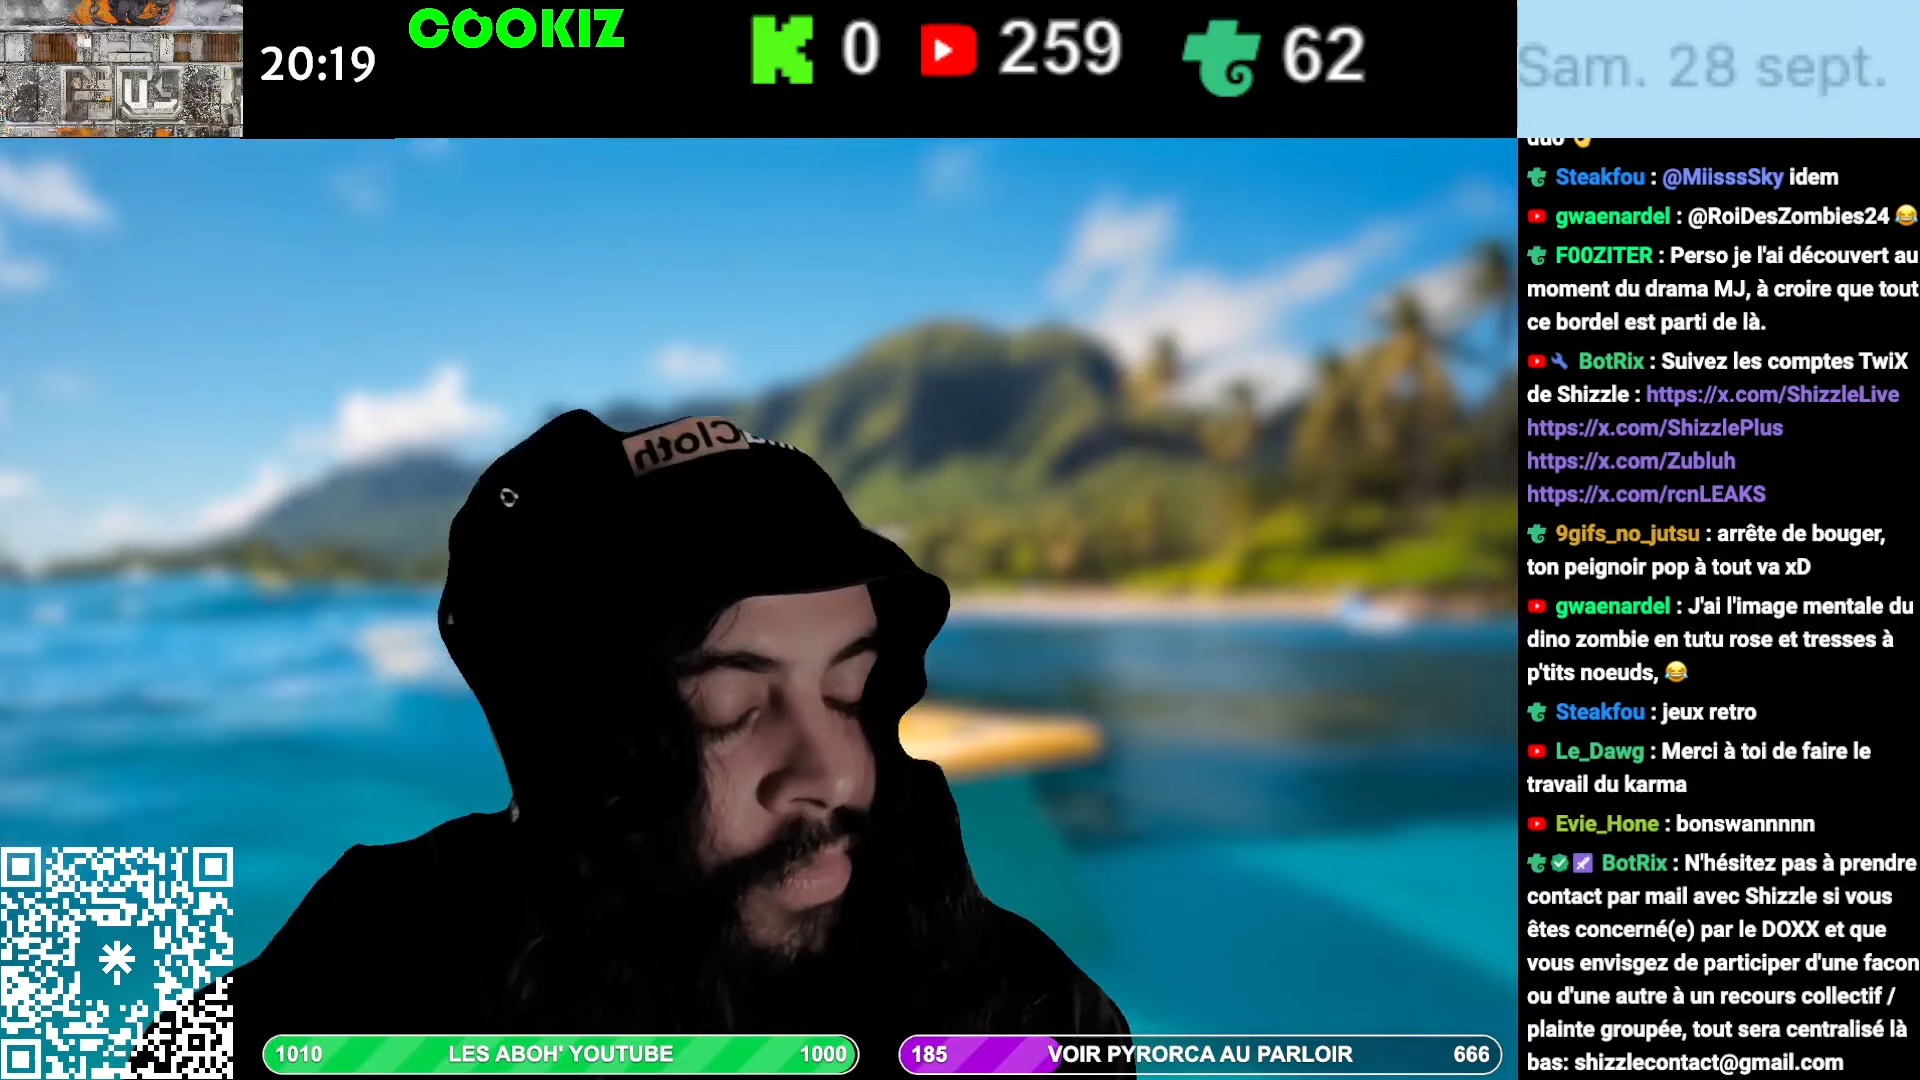 20:19
COOKIZ
0
259
62
Sam. 28 sept.
duo
Steakfou : @MiisssSky idem
gwaenardel : @RoiDesZombies24 😂
F00ZITER : Perso je l'ai découvert au
moment du drama MJ, à croire que tout
ce bordel est parti de là.
BotRix : Suivez les comptes TwiX
de Shizzle : https://x.com/ShizzleLive
https://x.com/ShizzlePlus
https://x.com/Zubluh
https://x.com/rcnLEAKS
9gifs_no_jutsu : arrête de bouger,
ton peignoir pop à tout va xD
gwaenardel : J'ai l'image mentale du
dino zombie en tutu rose et tresses à
p'tits noeuds, 😂
Steakfou : jeux retro
Le_Dawg : Merci à toi de faire le
travail du karma
Evie_Hone : bonswannnnn
BotRix : N'hésitez pas à prendre
contact par mail avec Shizzle si vous
êtes concerné(e) par le DOXX et que
vous envisgez de participer d'une facon
ou d'une autre à un recours collectif /
plainte groupée, tout sera centralisé là
bas: shizzlecontact@gmail.com
Cloth
1010 LES ABOH' YOUTUBE 1000
185 VOIR PYRORCA AU PARLOIR 666